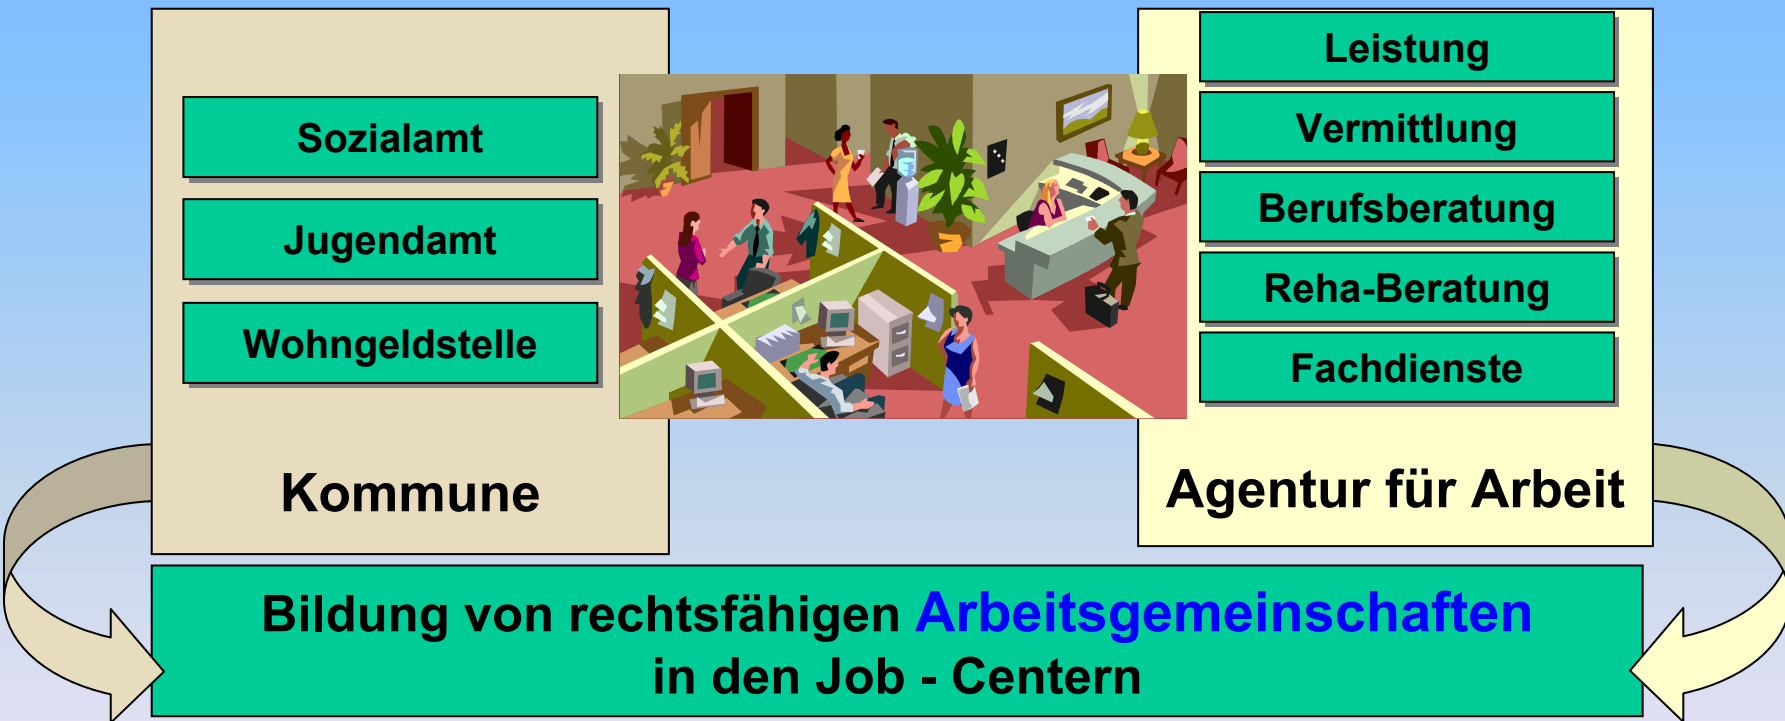 Sozialamt
Jugendamt
Wohngeldstelle
Kommune
Leistung
Vermittlung
Berufsberatung
Reha-Beratung
Fachdienste
Agentur für Arbeit
Bildung von rechtsfähigen Arbeitsgemeinschaften
in den Job - Centern